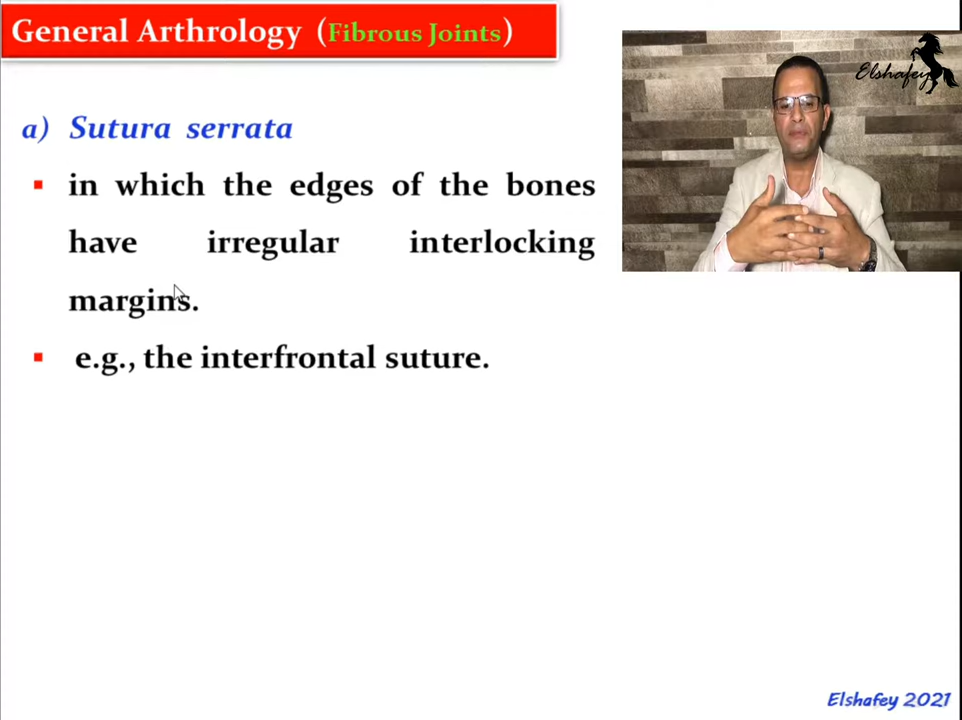 General Arthrology (Fibrous Joints)
Elshafey
a) Sutura serrata
▪ in which the edges of the bones
have irregular interlocking
margins.
▪ e.g., the interfrontal suture.
Elshafey 2021